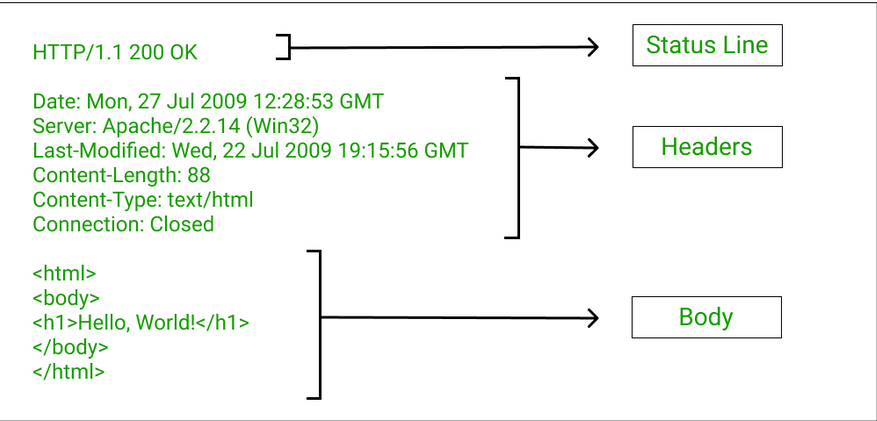 HTTP/1.1 200 OK
Status Line
Date: Mon, 27 Jul 2009 12:28:53 GMT
Server: Apache/2.2.14 (Win32)
Last-Modified: Wed, 22 Jul 2009 19:15:56 GMT
Content-Length: 88
Content-Type: text/html
Connection: Closed
Headers
<html>
<body>
<h1>Hello, World!</h1>
</body>
</html>
Body